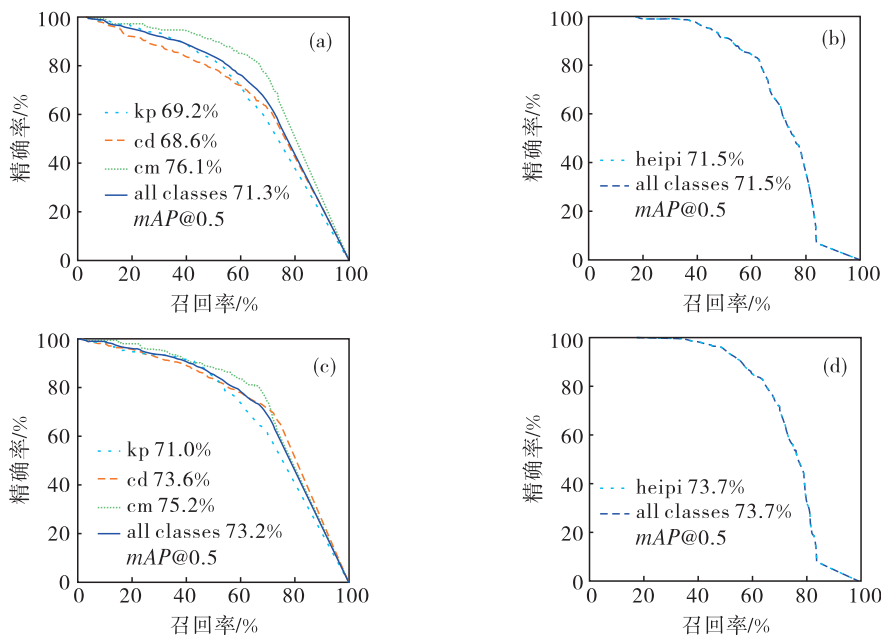 100
80
60
40
20
0
精确率/%
(a)
kp 69.2%
cd 68.6%
cm 76.1%
all classes 71.3%
mAP@0.5
0 20 40 60 80 100
召回率/%
100
80
60
40
20
0
精确率/%
(b)
heipi 71.5%
all classes 71.5%
mAP@0.5
0 20 40 60 80 100
召回率/%
100
80
60
40
20
0
精确率/%
(c)
kp 71.0%
cd 73.6%
cm 75.2%
all classes 73.2%
mAP@0.5
0 20 40 60 80 100
召回率/%
100
80
60
40
20
0
精确率/%
(d)
heipi 73.7%
all classes 73.7%
mAP@0.5
0 20 40 60 80 100
召回率/%